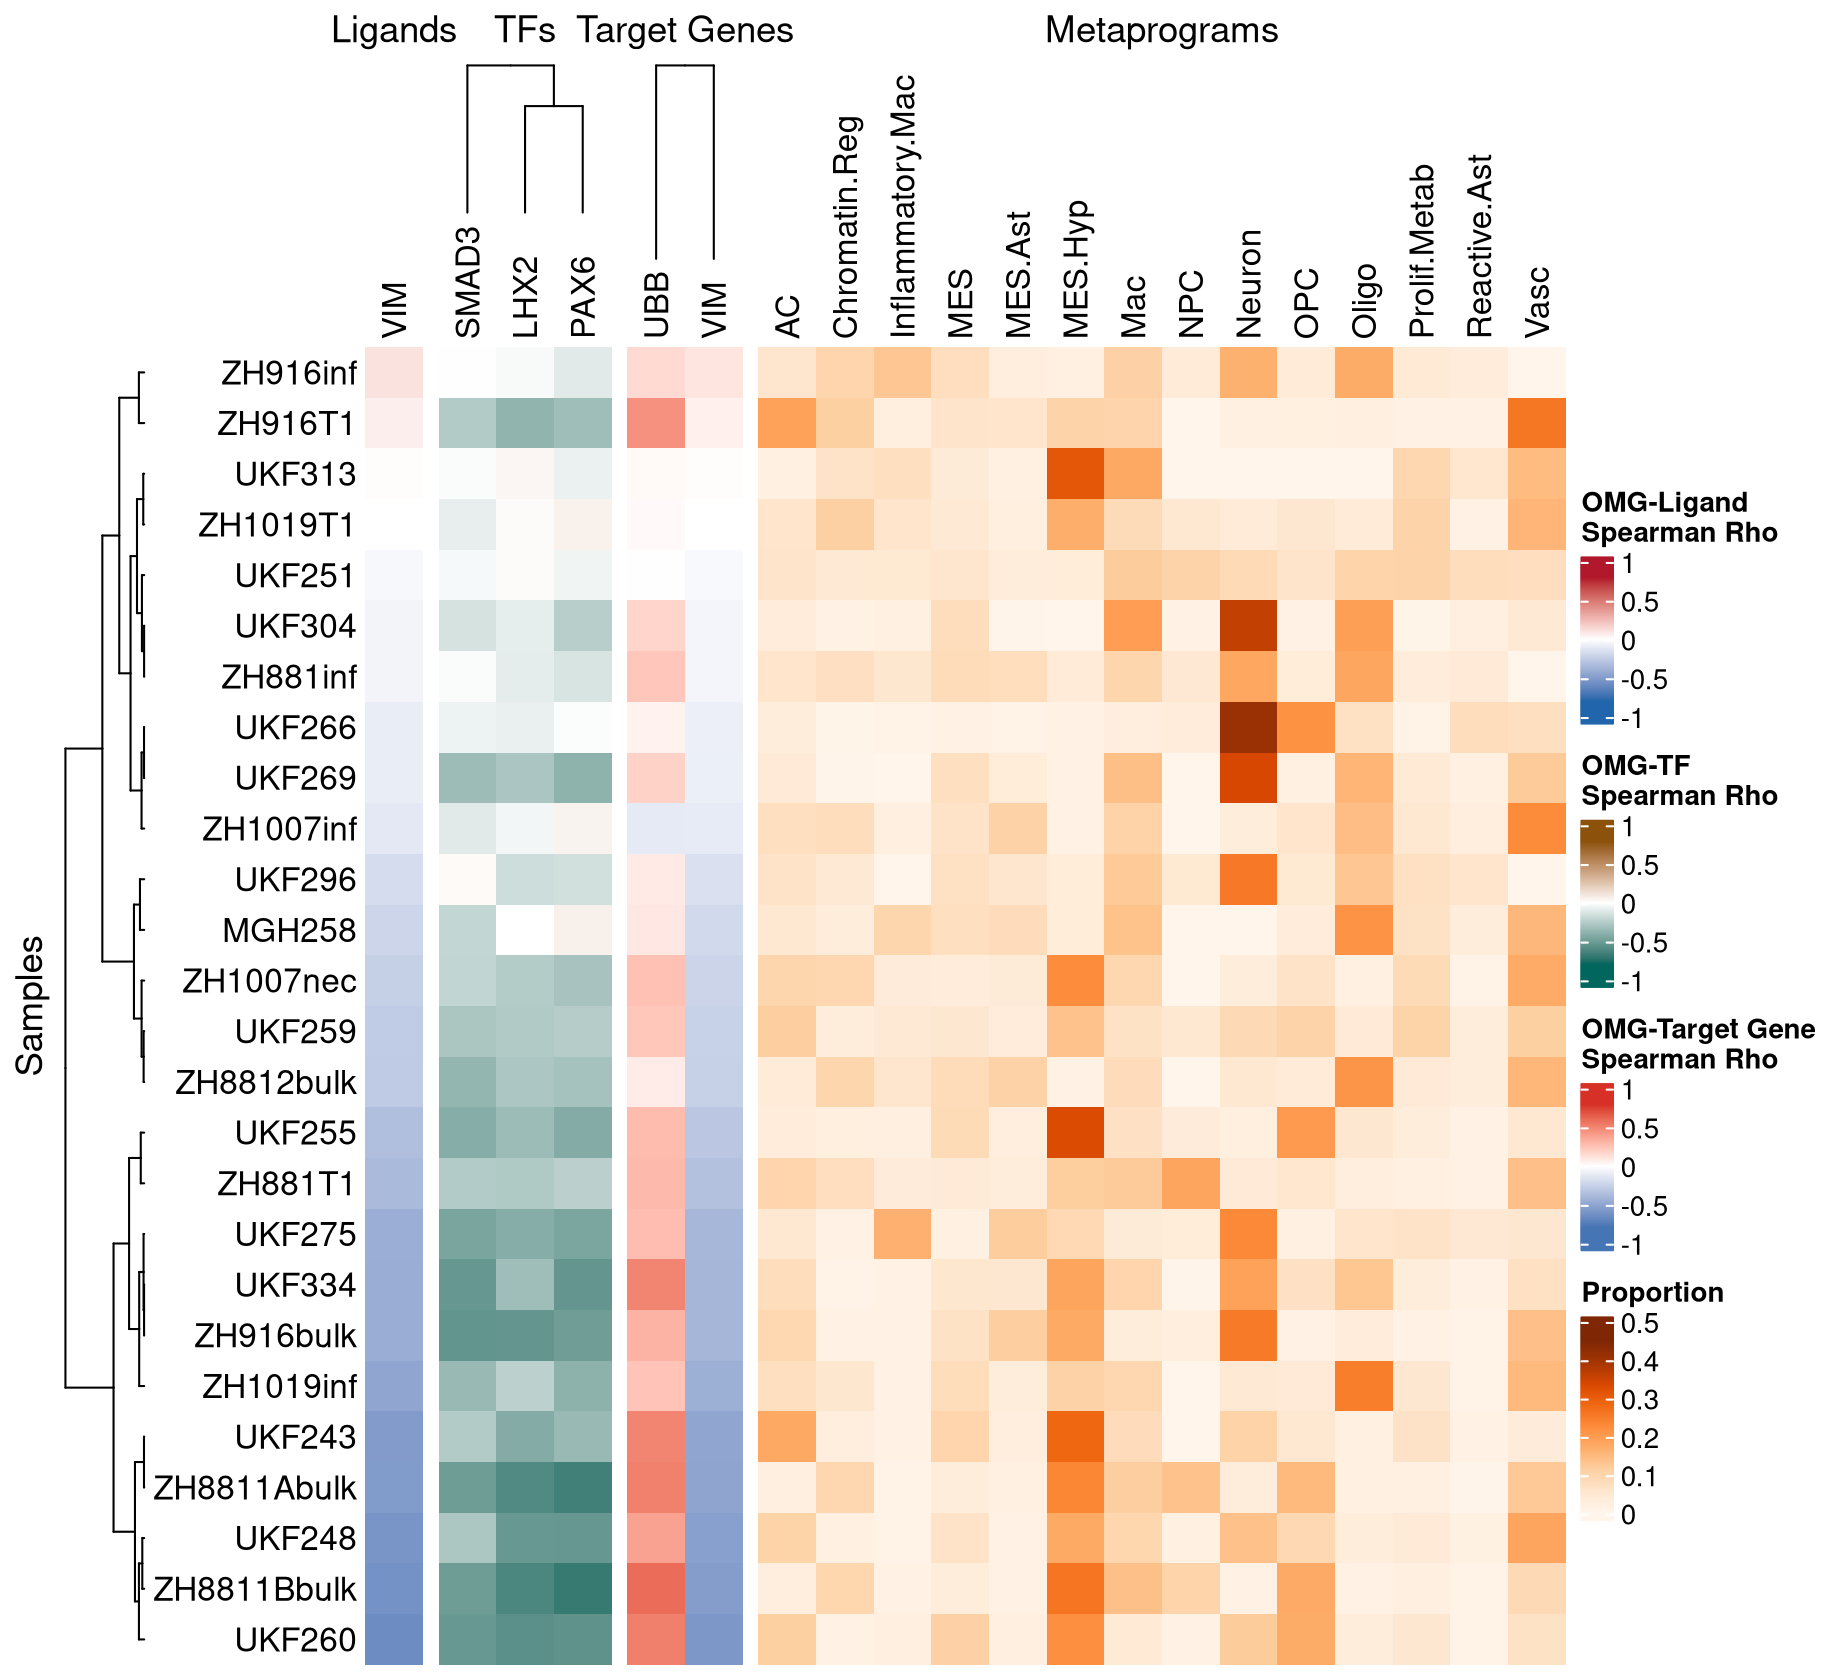 Ligands TFs Target Genes Metaprograms
VIM SMAD3 LHX2 PAX6 UBB VIM AC Chromatin.Reg Inflammatory.Mac MES MES.Ast MES.Hyp Mac NPC Neuron OPC Oligo Prolif.Metab Reactive.Ast Vasc
Samples
ZH916inf
ZH916T1
UKF313
ZH1019T1
UKF251
UKF304
ZH881inf
UKF266
UKF269
ZH1007inf
UKF296
MGH258
ZH1007nec
UKF259
ZH8812bulk
UKF255
ZH881T1
UKF275
UKF334
ZH916bulk
ZH1019inf
UKF243
ZH8811Abulk
UKF248
ZH8811Bbulk
UKF260
OMG-Ligand
Spearman Rho
1
0.5
0
-0.5
-1
OMG-TF
Spearman Rho
1
0.5
0
-0.5
-1
OMG-Target Gene
Spearman Rho
1
0.5
0
-0.5
-1
Proportion
0.5
0.4
0.3
0.2
0.1
0